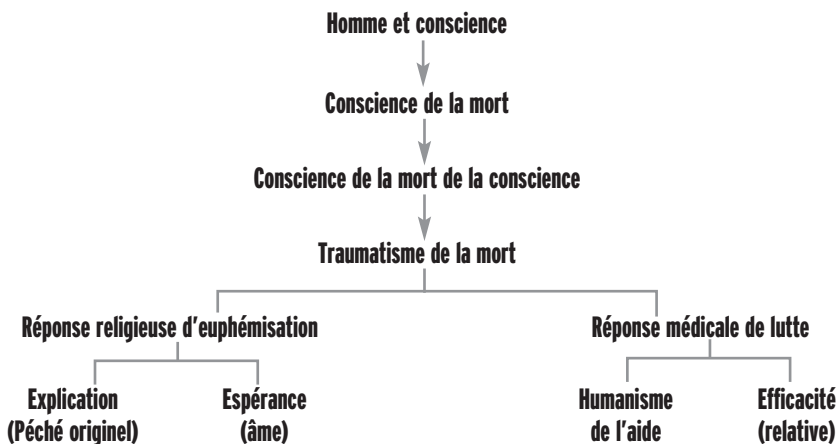 Homme et conscience
Conscience de la mort
Conscience de la mort de la conscience
Traumatisme de la mort
Réponse religieuse d'euphémisation
Réponse médicale de lutte
Explication
(Péché originel)
Espérance
(âme)
Humanisme
de l'aide
Efficacité
(relative)